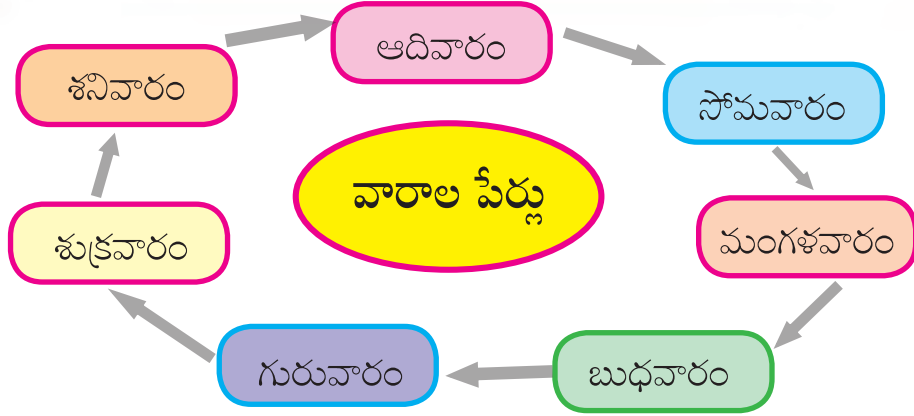 ఆదివారం
సోమవారం
మంగళవారం
బుధవారం
గురువారం
శుక్రవారం
శనివారం
వారాల పేర్లు